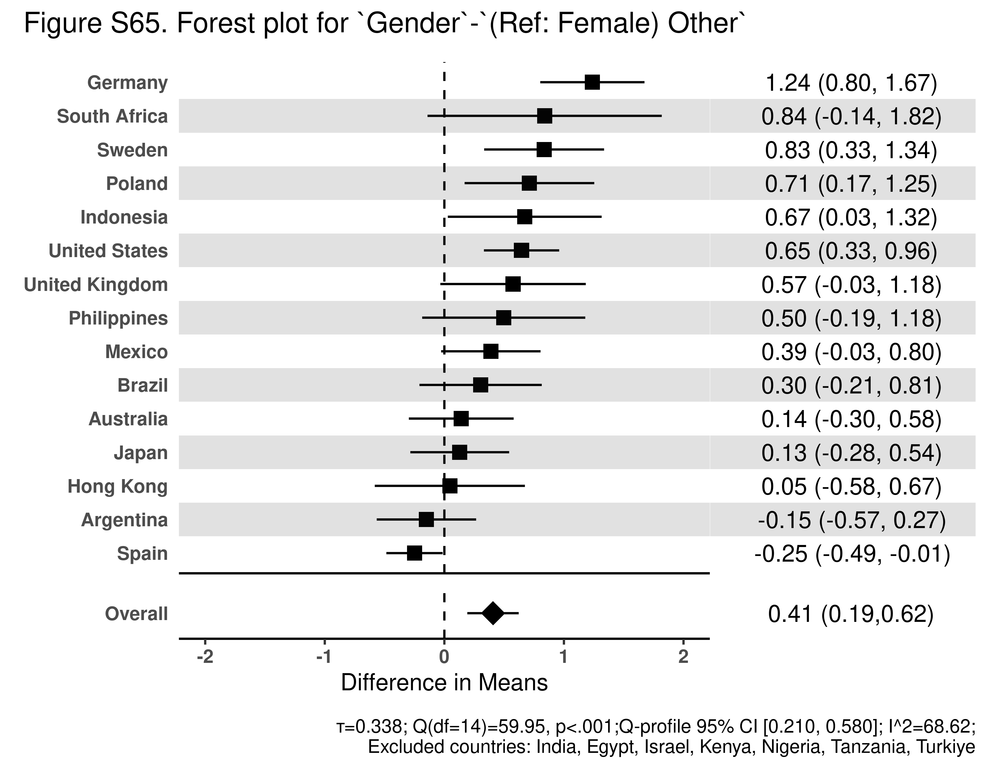 Figure S65. Forest plot for `Gender`-`(Ref: Female) Other`
Germany 1.24 (0.80, 1.67)
South Africa 0.84 (-0.14, 1.82)
Sweden 0.83 (0.33, 1.34)
Poland 0.71 (0.17, 1.25)
Indonesia 0.67 (0.03, 1.32)
United States 0.65 (0.33, 0.96)
United Kingdom 0.57 (-0.03, 1.18)
Philippines 0.50 (-0.19, 1.18)
Mexico 0.39 (-0.03, 0.80)
Brazil 0.30 (-0.21, 0.81)
Australia 0.14 (-0.30, 0.58)
Japan 0.13 (-0.28, 0.54)
Hong Kong 0.05 (-0.58, 0.67)
Argentina -0.15 (-0.57, 0.27)
Spain -0.25 (-0.49, -0.01)
Overall 0.41 (0.19,0.62)
-2 -1 0 1 2
Difference in Means
τ=0.338; Q(df=14)=59.95, p<.001;Q-profile 95% CI [0.210, 0.580]; I^2=68.62;
Excluded countries: India, Egypt, Israel, Kenya, Nigeria, Tanzania, Turkiye